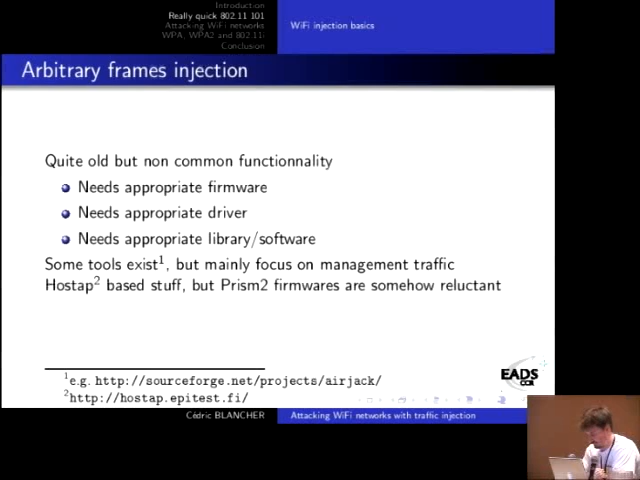 Introduction
Really quick 802.11 101
Attacking WiFi networks
WPA, WPA2 and 802.11i
Conclusion
WiFi injection basics
Arbitrary frames injection
Quite old but non common functionnality
Needs appropriate firmware
Needs appropriate driver
Needs appropriate library/software
Some tools exist1, but mainly focus on management traffic
Hostap2 based stuff, but Prism2 firmwares are somehow reluctant
1e.g. http://sourceforge.net/projects/airjack/
2http://hostap.epitest.fi/
EADS
CCR
Cédric BLANCHER
Attacking WiFi networks with traffic injection